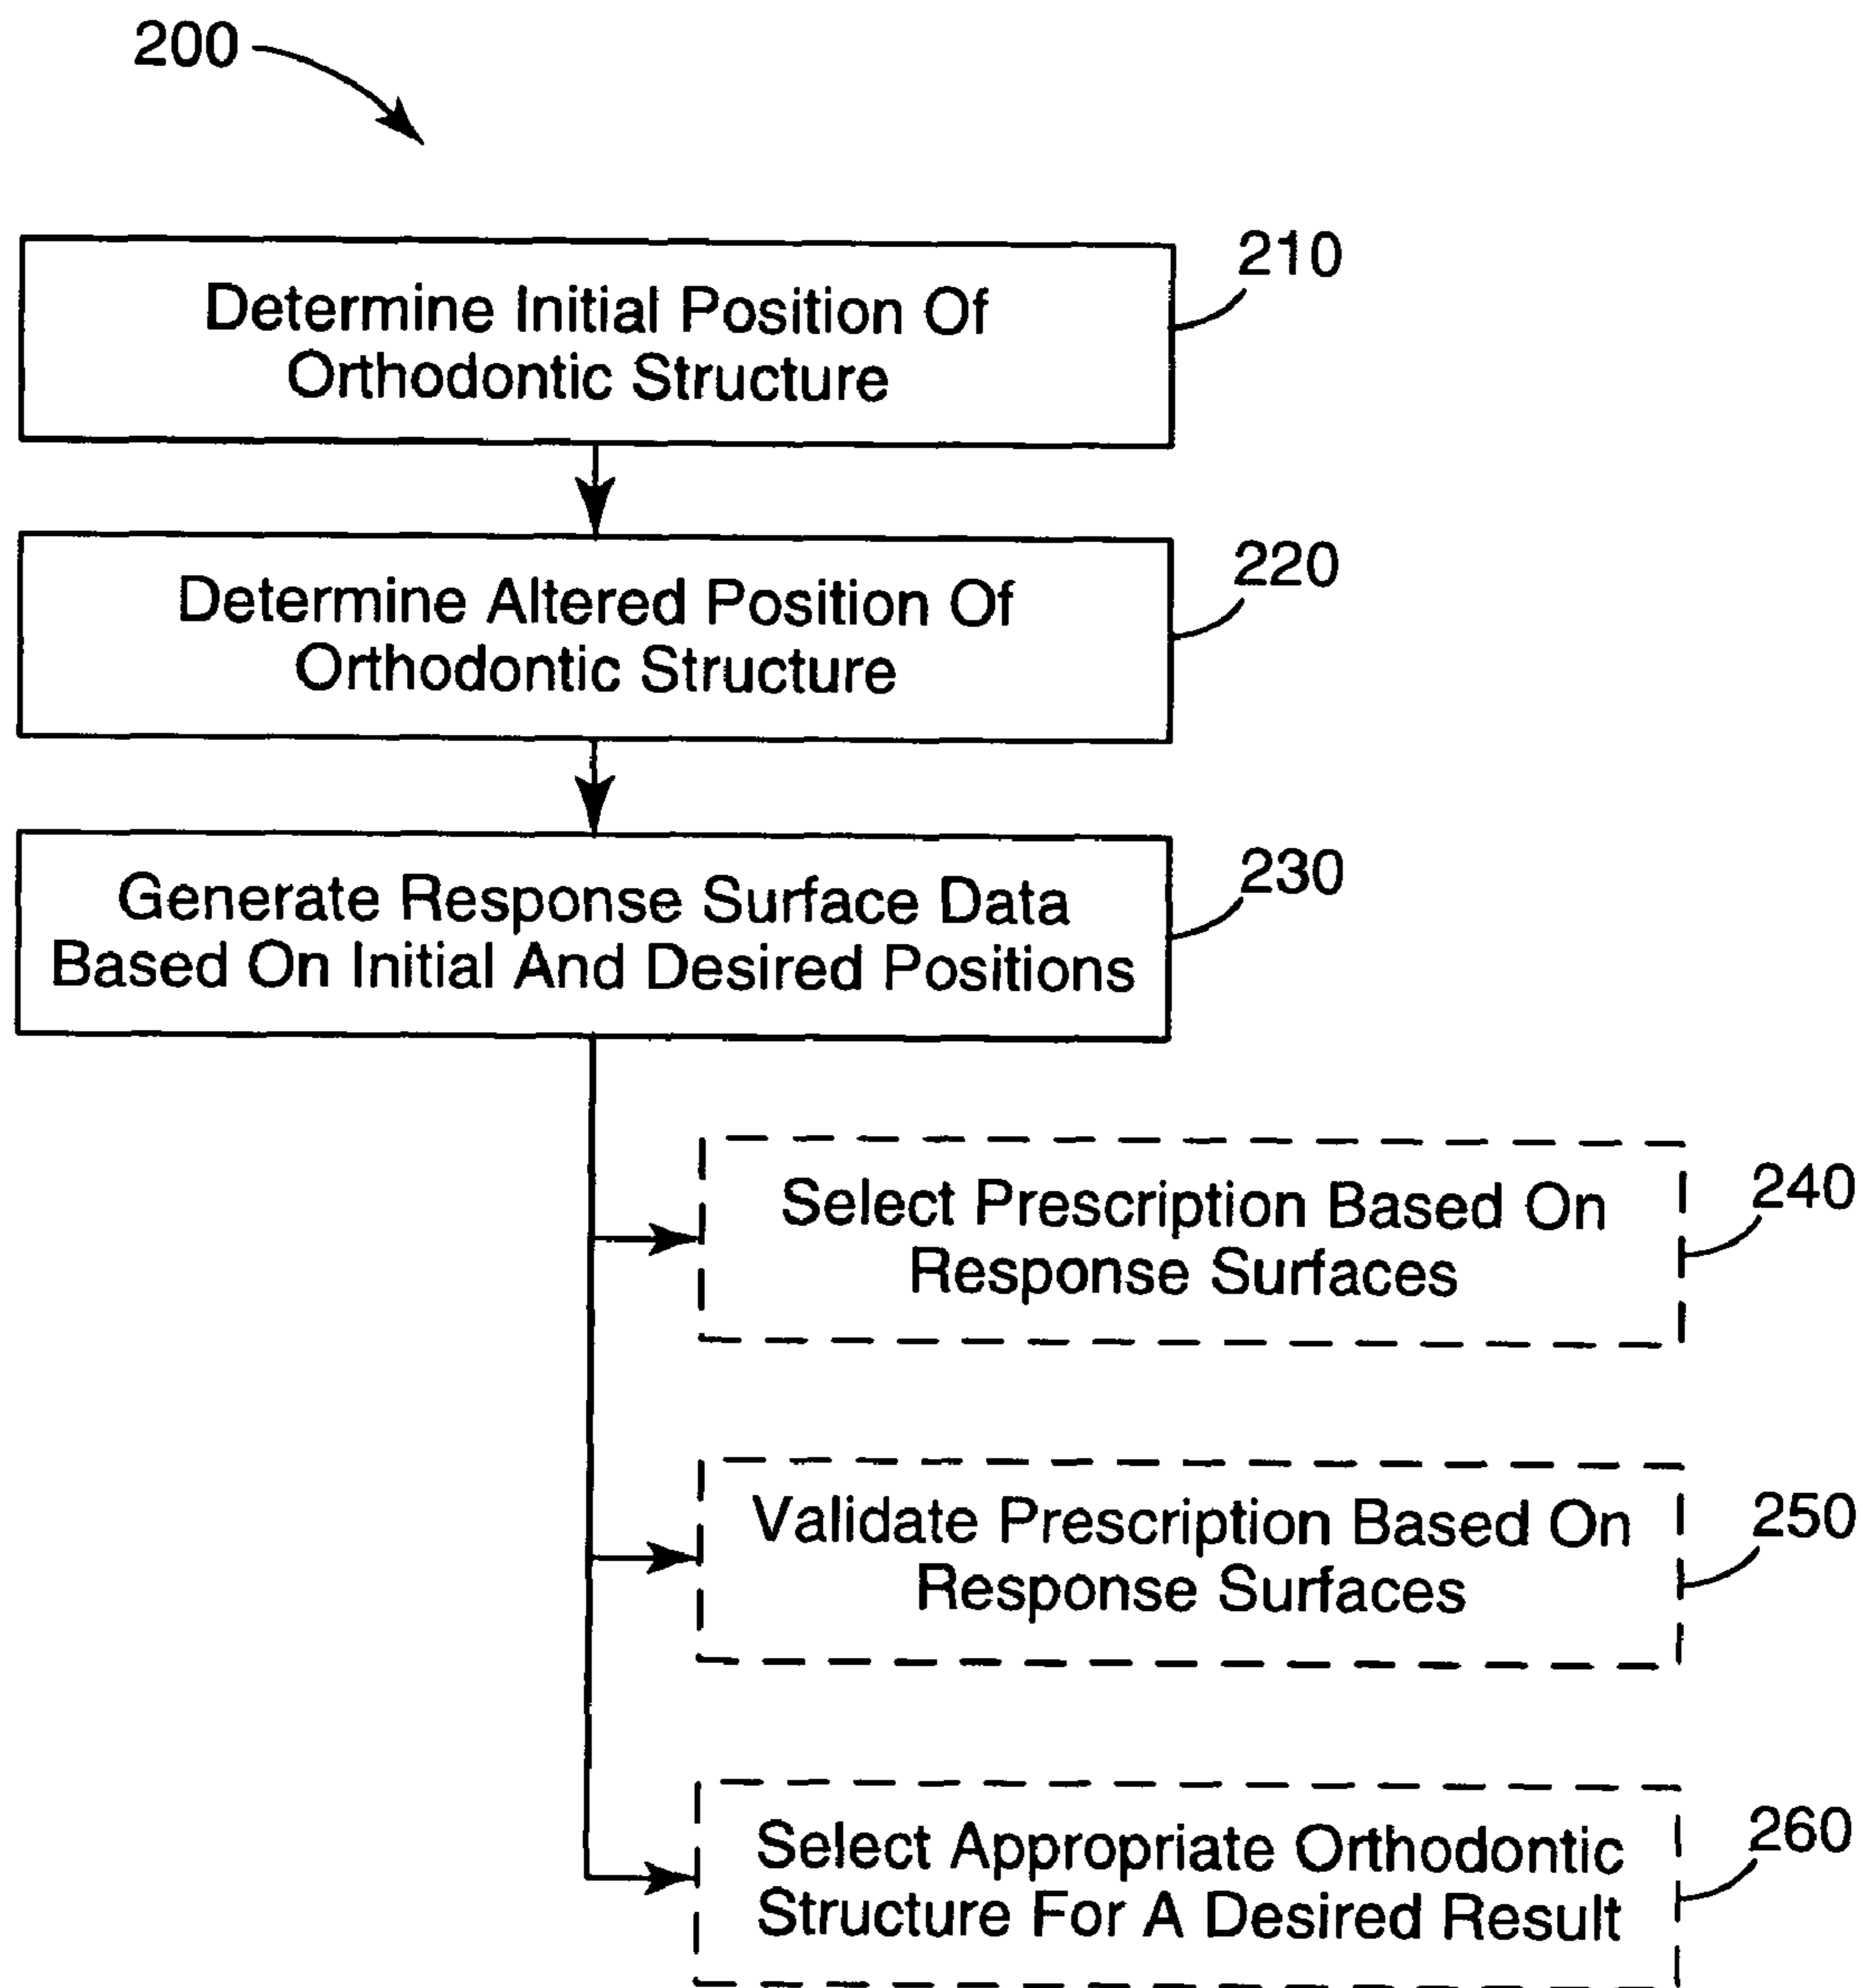 200
210
Determine Initial Position Of
Orthodontic Structure
220
Determine Altered Position Of
Orthodontic Structure
230
Generate Response Surface Data
Based On Initial And Desired Positions
240
Select Prescription Based On
Response Surfaces
250
Validate Prescription Based On
Response Surfaces
260
Select Appropriate Orthodontic
Structure For A Desired Result